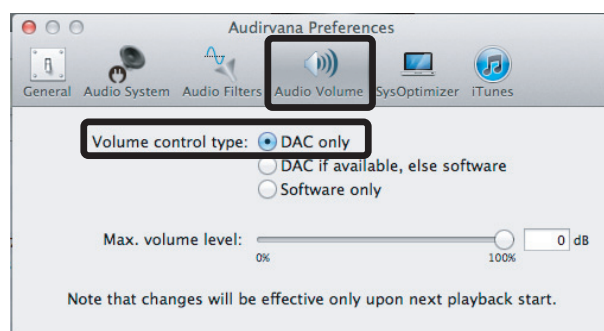 Audirvana Preferences
General Audio System Audio Filters Audio Volume SysOptimizer iTunes
Volume control type: DAC only
DAC if available, else software
Software only
Max. volume level: 0 dB
0% 100%
Note that changes will be effective only upon next playback start.